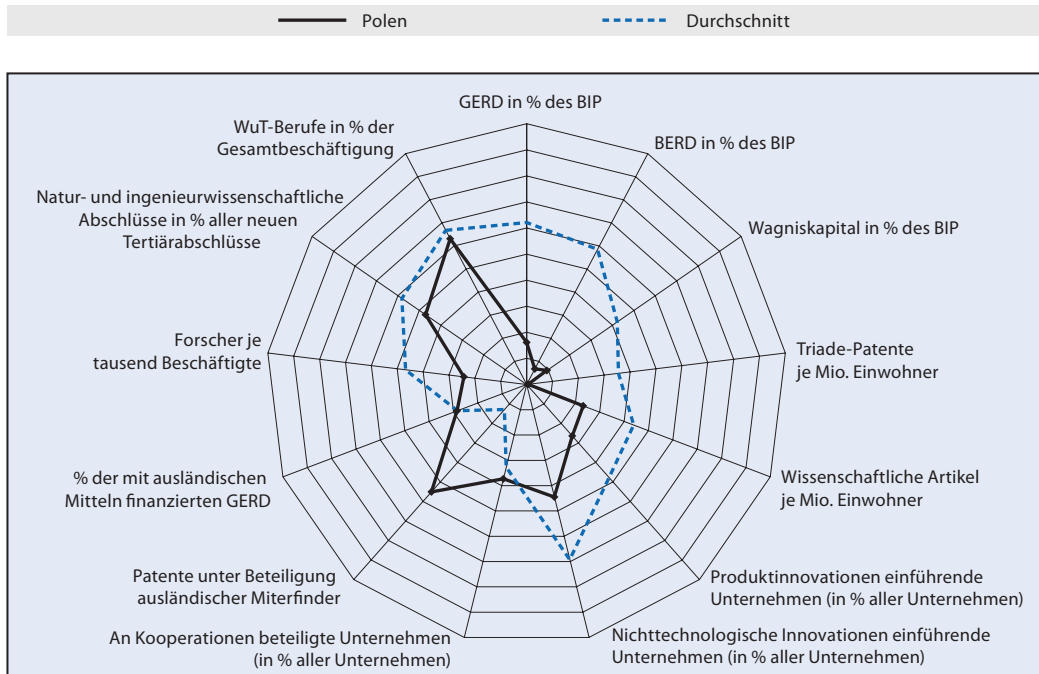 Polen
Durchschnitt
GERD in % des BIP
WuT-Berufe in % der
Gesamtbeschäftigung
BERD in % des BIP
Natur- und ingenieurwissenschaftliche
Abschlüsse in % aller neuen
Tertiärabschlüsse
Wagniskapital in % des BIP
Forscher je
tausend Beschäftigte
Triade-Patente
je Mio. Einwohner
% der mit ausländischen
Mitteln finanzierten GERD
Wissenschaftliche Artikel
je Mio. Einwohner
Patente unter Beteiligung
ausländischer Miterfinder
Produktinnovationen einführende
Unternehmen (in % aller Unternehmen)
An Kooperationen beteiligte Unternehmen
(in % aller Unternehmen)
Nichttechnologische Innovationen einführende
Unternehmen (in % aller Unternehmen)